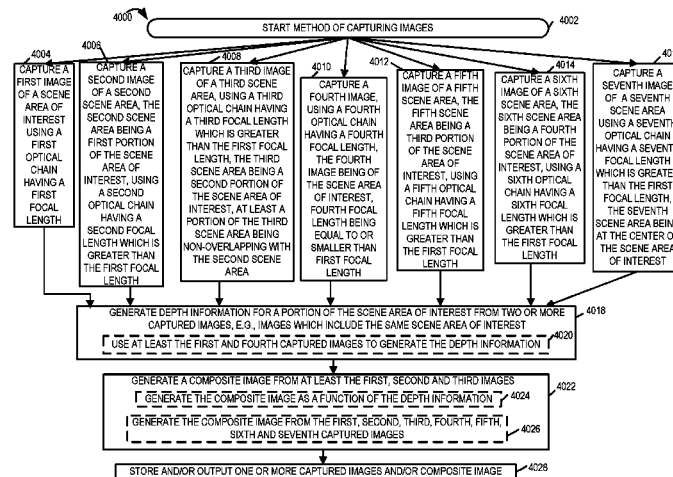 4000
START METHOD OF CAPTURING IMAGES
4002
4004
CAPTURE A
FIRST IMAGE
OF A SCENE
AREA OF
INTEREST
USING A
FIRST
OPTICAL
CHAIN
HAVING A
FIRST
FOCAL
LENGTH
4006
CAPTURE A
SECOND IMAGE
OF A SECOND
SCENE AREA, THE
SECOND SCENE
AREA BEING A
FIRST PORTION
OF THE SCENE
AREA OF
INTEREST, USING
A SECOND
OPTICAL CHAIN
HAVING A
SECOND FOCAL
LENGTH WHICH IS
GREATER THAN
THE FIRST FOCAL
LENGTH
4008
CAPTURE A THIRD IMAGE
OF A THIRD SCENE
AREA, USING A THIRD
OPTICAL CHAIN HAVING
A THIRD FOCAL LENGTH
WHICH IS GREATER
THAN THE FIRST FOCAL
LENGTH, THE THIRD
SCENE AREA BEING A
SECOND PORTION OF
THE SCENE AREA OF
INTEREST, AT LEAST A
PORTION OF THE THIRD
SCENE AREA BEING
NON-OVERLAPPING WITH
THE SECOND SCENE
AREA
4010
CAPTURE A
FOURTH IMAGE,
USING A FOURTH
OPTICAL CHAIN
HAVING A
FOURTH FOCAL
LENGTH, THE
FOURTH IMAGE
BEING OF THE
SCENE AREA OF
INTEREST,
FOURTH FOCAL
LENGTH BEING
EQUAL TO OR
SMALLER THAN
FIRST FOCAL
LENGTH
4012
CAPTURE A FIFTH
IMAGE OF A FIFTH
SCENE AREA, THE
FIFTH SCENE
AREA BEING A
THIRD PORTION
OF THE SCENE
AREA OF
INTEREST, USING
A FIFTH OPTICAL
CHAIN HAVING A
FIFTH FOCAL
LENGTH WHICH IS
GREATER THAN
THE FIRST FOCAL
LENGTH
4014
CAPTURE A SIXTH
IMAGE OF A SIXTH
SCENE AREA, THE
SIXTH SCENE
AREA BEING A
FOURTH PORTION
OF THE SCENE
AREA OF
INTEREST, USING A
SIXTH OPTICAL
CHAIN HAVING A
SIXTH FOCAL
LENGTH WHICH IS
GREATER THAN
THE FIRST FOCAL
LENGTH
CAPTURE A
SEVENTH IMAGE
OF A SEVENTH
SCENE AREA
USING A SEVENTH
OPTICAL CHAIN
HAVING A SEVENTH
FOCAL LENGTH
WHICH IS GREATER
THAN THE FIRST
FOCAL LENGTH,
THE SEVENTH
SCENE AREA BEING
AT THE CENTER OF
THE SCENE AREA
OF INTEREST
GENERATE DEPTH INFORMATION FOR A PORTION OF THE SCENE AREA OF INTEREST FROM TWO OR MORE
CAPTURED IMAGES, E.G., IMAGES WHICH INCLUDE THE SAME SCENE AREA OF INTEREST
4018
USE AT LEAST THE FIRST AND FOURTH CAPTURED IMAGES TO GENERATE THE DEPTH INFORMATION
4020
GENERATE A COMPOSITE IMAGE FROM AT LEAST THE FIRST, SECOND AND THIRD IMAGES
4022
GENERATE THE COMPOSITE IMAGE AS A FUNCTION OF THE DEPTH INFORMATION
4024
GENERATE THE COMPOSITE IMAGE FROM THE FIRST, SECOND, THIRD, FOURTH, FIFTH,
SIXTH AND SEVENTH CAPTURED IMAGES
4026
STORE AND/OR OUTPUT ONE OR MORE CAPTURED IMAGES AND/OR COMPOSITE IMAGE
4028